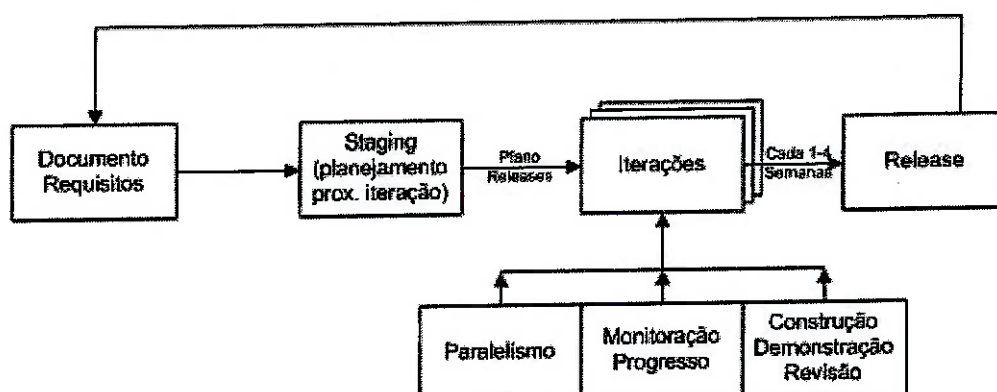 Documento
Requisitos
Staging
(planejamento
prox. iteração)
Plano
Releases
Iterações
Cada 1-4
Semanas
Release
Paralelismo
Monitoração
Progresso
Construção
Demonstração
Revisão